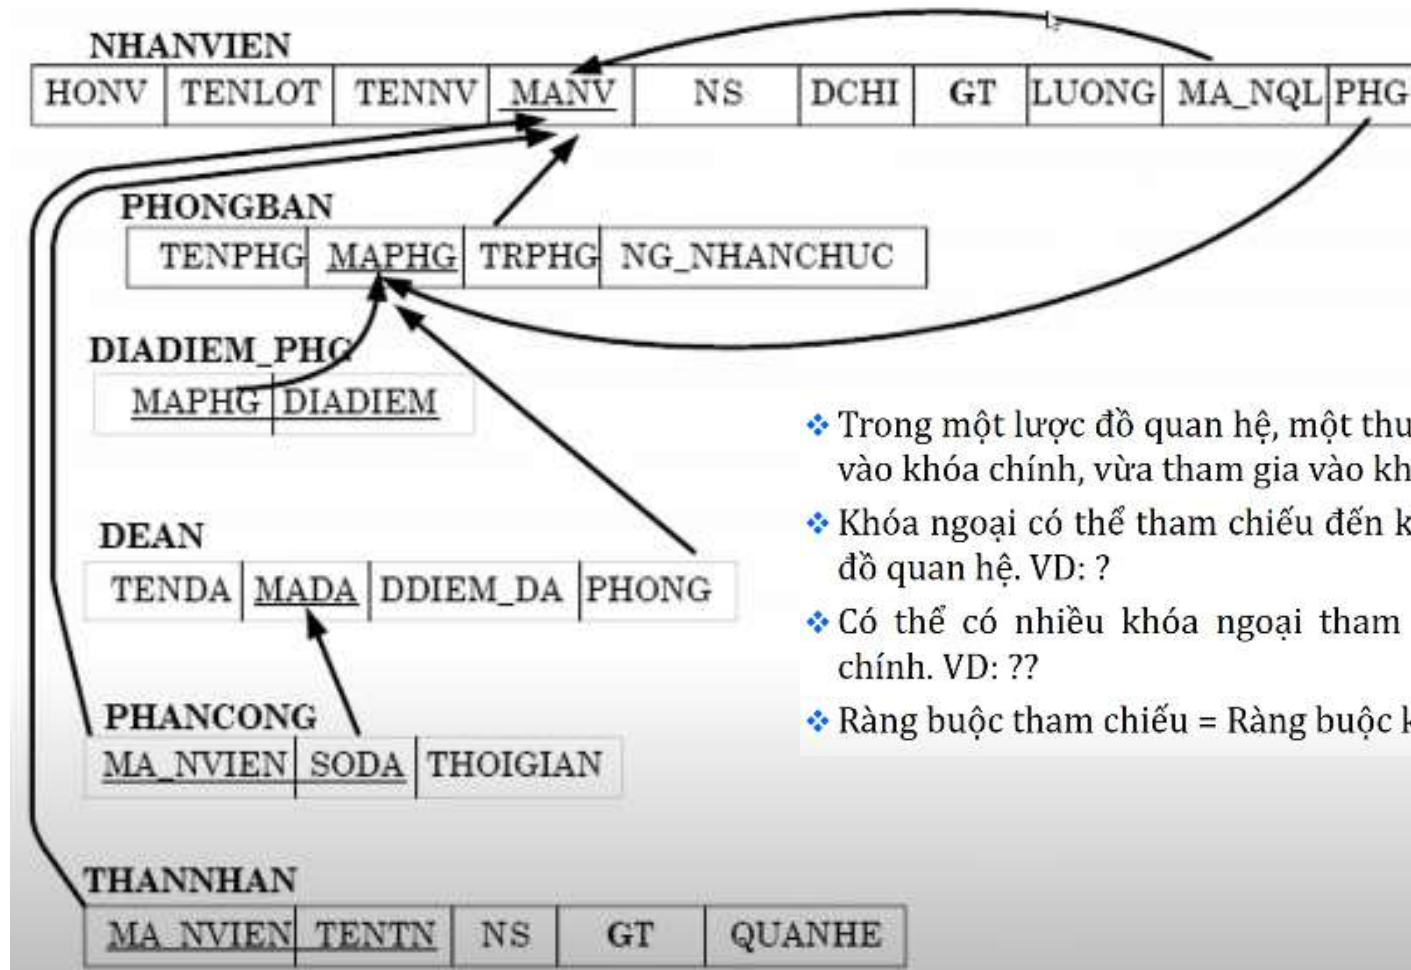 NHANVIEN
HONV TENLOT TENNV MANV NS DCHI GT LUONG MA_NQL PHG
PHONGBAN
TENPHG MAPHG TRPHG NG_NHANCHUC
DIADIEM_PHG
MAPHG DIADIEM
DEAN
TENDA MADA DDIEM_DA PHONG
PHANCONG
MA_NVIEN SODA THOIGIAN
THANNHAN
MA_NVIEN TENTN NS GT QUANHE
❖ Trong một lược đồ quan hệ, một
vào khóa chính, vừa tham gia vào
❖ Khóa ngoại có thể tham chiếu đến
đồ quan hệ. VD: ?
❖ Có thể có nhiều khóa ngoại tham
chính. VD: ??
❖ Ràng buộc tham chiếu = Ràng buộc